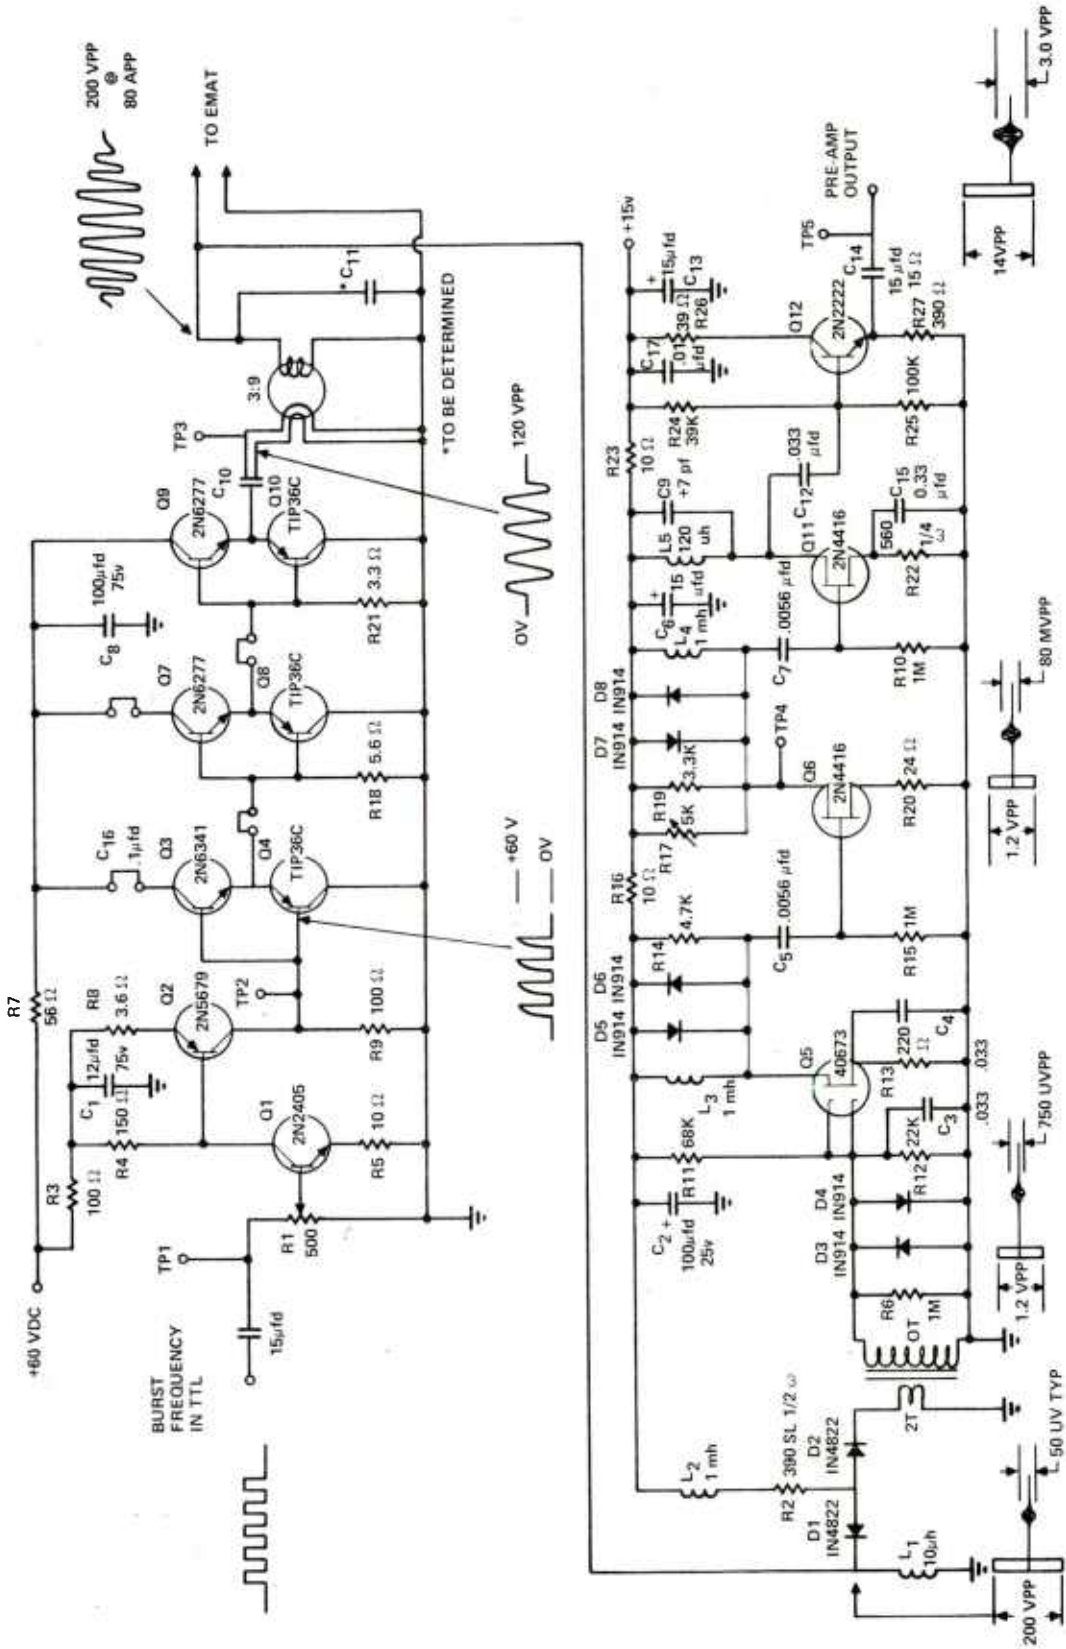 +60 VDC
R7
56 Ω
R3
100 Ω
C1
12µfd
75v
R8
3.6 Ω
R4
150 Ω
Q2
2N5679
Q1
2N2405
TP2
R5
10 Ω
R9
100 Ω
TP1
R1
500
15µfd
BURST
FREQUENCY
IN TTL
C16
.1µfd
Q3
2N6341
Q4
TIP36C
+60 V
0V
Q7
2N6277
Q8
TIP36C
R18
5.6 Ω
C8
100µfd
75v
Q9
2N6277
C10
Q10
TIP36C
R21
3.3 Ω
TP3
3:9
0V
120 VPP
* C11
*TO BE DETERMINED
200 VPP
@
80 APP
TO EMAT
L2
1 mh
R2
390 SL 1/2 ω
D1
IN4822
D2
IN4822
L1
10µh
2T
OT
200 VPP
50 UV TYP
C2 +
100µfd
25v
R11
68K
R6
1M
D3
IN914
D4
IN914
R12
22K
C3
.033
1.2 VPP
750 UVPP
L3
1 mh
D5
IN914
D6
IN914
R14
4.7K
R16
10 Ω
Q5
40673
R13
220
Ω
C4
.033
C5
.0056 µfd
R15
1M
R17
5K
R19
3.3K
D7
IN914
D8
IN914
TP4
Q6
2N4416
R20
24 Ω
1.2 VPP
80 MVPP
L4
1 mh
C6
+
15
µfd
C7
.0056 µfd
R10
1M
L5
120
uh
C9
+7 pf
R23
10 Ω
C12
.033
µfd
Q11
2N4416
R22
560
1/4
ω
C15
0.33
µfd
R24
39K
C17
.01
µfd
R26
39 Ω
+
15µfd
C13
+15v
Q12
2N2222
R25
100K
R27
390 Ω
C14
15 µfd
15 Ω
TP5
PRE-AMP
OUTPUT
14VPP
3.0 VPP